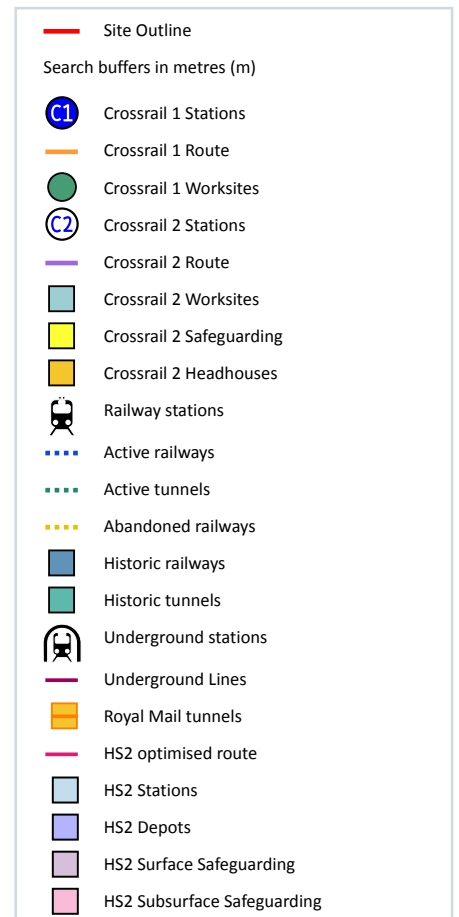 Site Outline
Search buffers in metres (m)
C1 Crossrail 1 Stations
Crossrail 1 Route
Crossrail 1 Worksites
C2 Crossrail 2 Stations
Crossrail 2 Route
Crossrail 2 Worksites
Crossrail 2 Safeguarding
Crossrail 2 Headhouses
Railway stations
Active railways
Active tunnels
Abandoned railways
Historic railways
Historic tunnels
Underground stations
Underground Lines
Royal Mail tunnels
HS2 optimised route
HS2 Stations
HS2 Depots
HS2 Surface Safeguarding
HS2 Subsurface Safeguarding